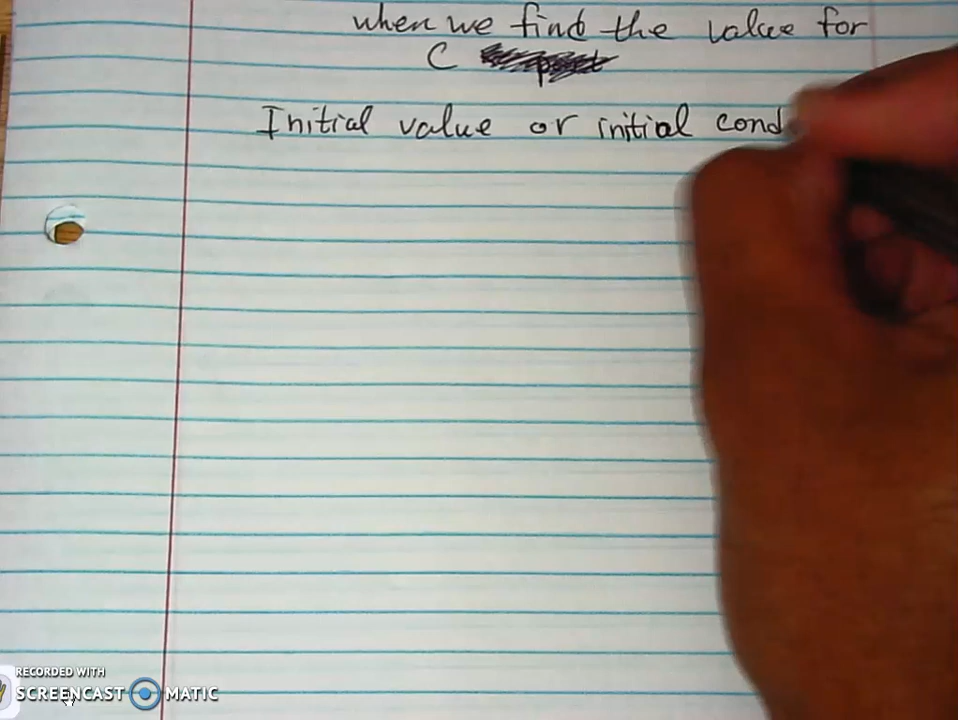 when we find the value for
C
Initial value or initial cond
RECORDED WITH
SCREENCAST MATIC